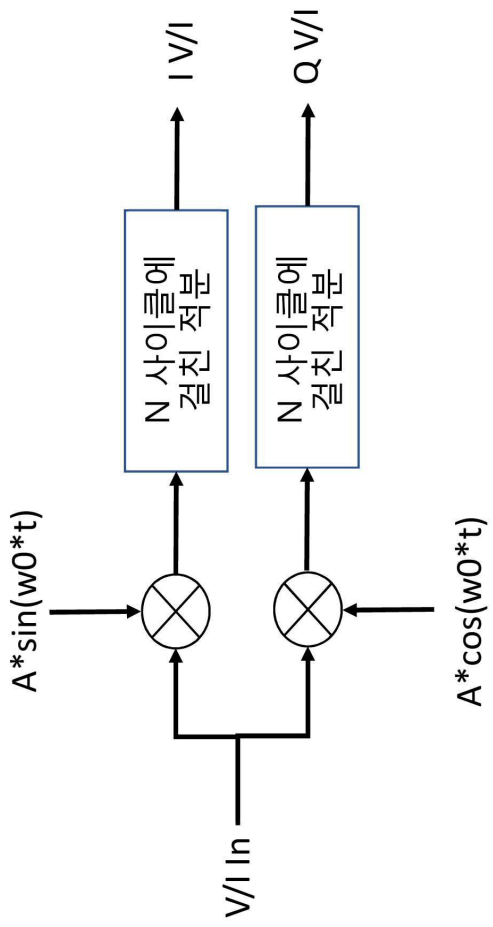 A*sin(w0*t)
V/I In
N 사이클에
걸친 적분
I V/I
N 사이클에
걸친 적분
Q V/I
A*cos(w0*t)